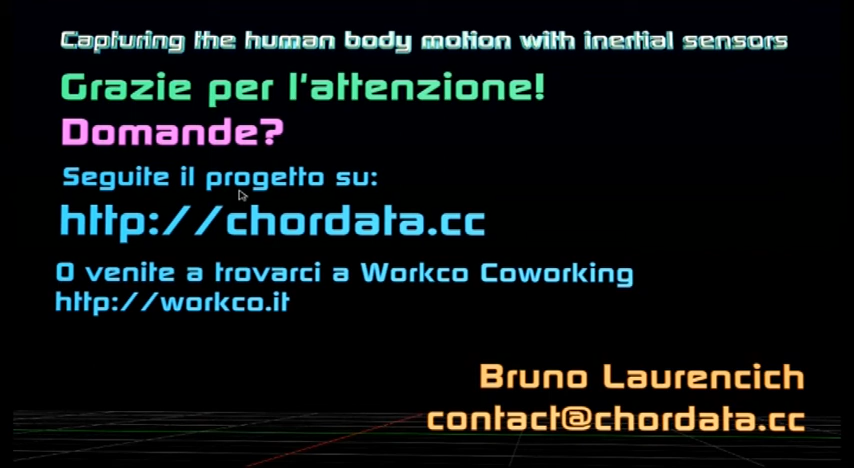 Capturing the human body motion with inertial sensors
Grazie per l'attenzione!
Domande?
Seguite il progetto su:
http://chordata.cc
O venite a trovarci a Workco Coworking
http://workco.it
Bruno Laurencich
contact@chordata.cc